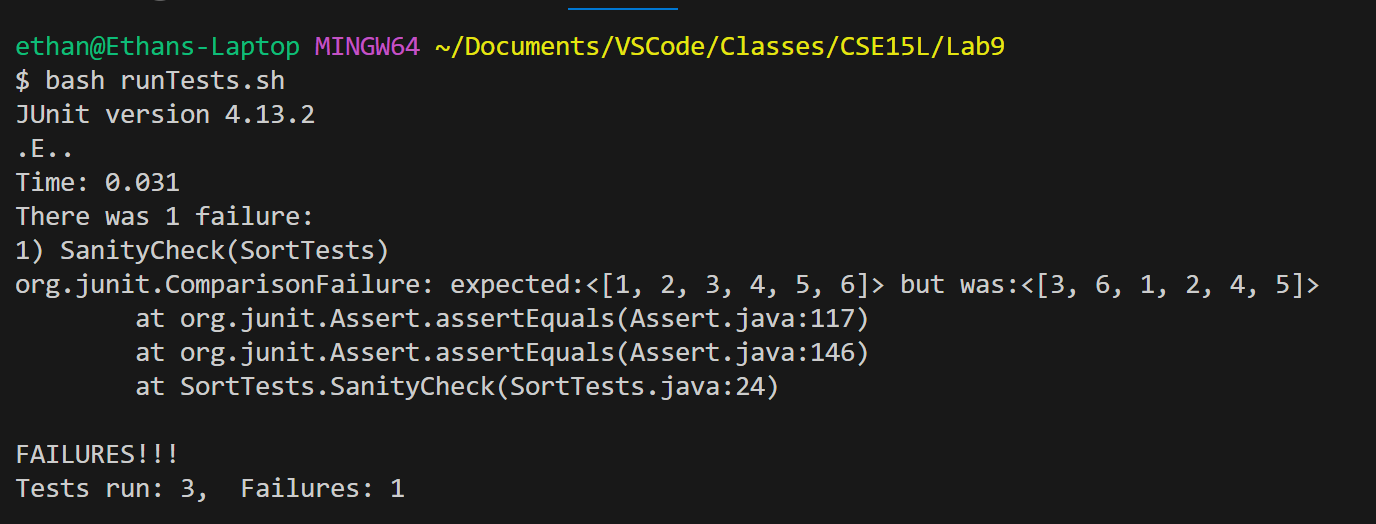 ethan@Ethans-Laptop MINGW64 ~/Documents/VSCode/Classes/CSE15L/Lab9
$ bash runTests.sh
JUnit version 4.13.2
.E..
Time: 0.031
There was 1 failure:
1) SanityCheck(SortTests)
org.junit.ComparisonFailure: expected:<[1, 2, 3, 4, 5, 6]> but was:<[3, 6, 1, 2, 4, 5]>
        at org.junit.Assert.assertEquals(Assert.java:117)
        at org.junit.Assert.assertEquals(Assert.java:146)
        at SortTests.SanityCheck(SortTests.java:24)

FAILURES!!!
Tests run: 3,  Failures: 1